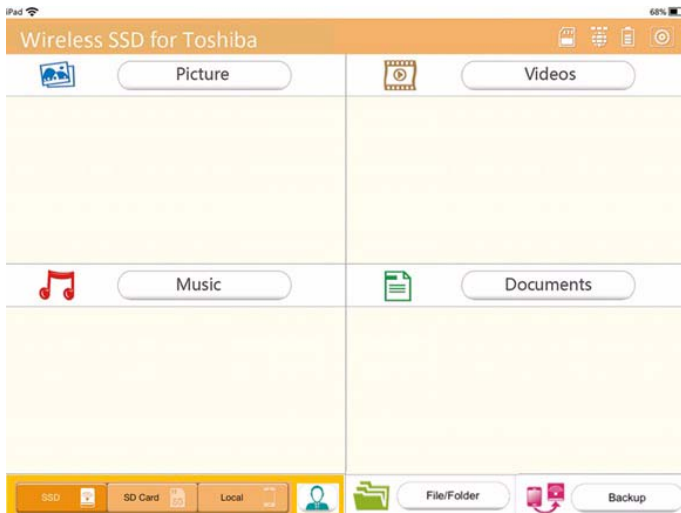 iPad 68%
Wireless SSD for Toshiba
Picture Videos
Music Documents
SSD SD Card Local File/Folder Backup